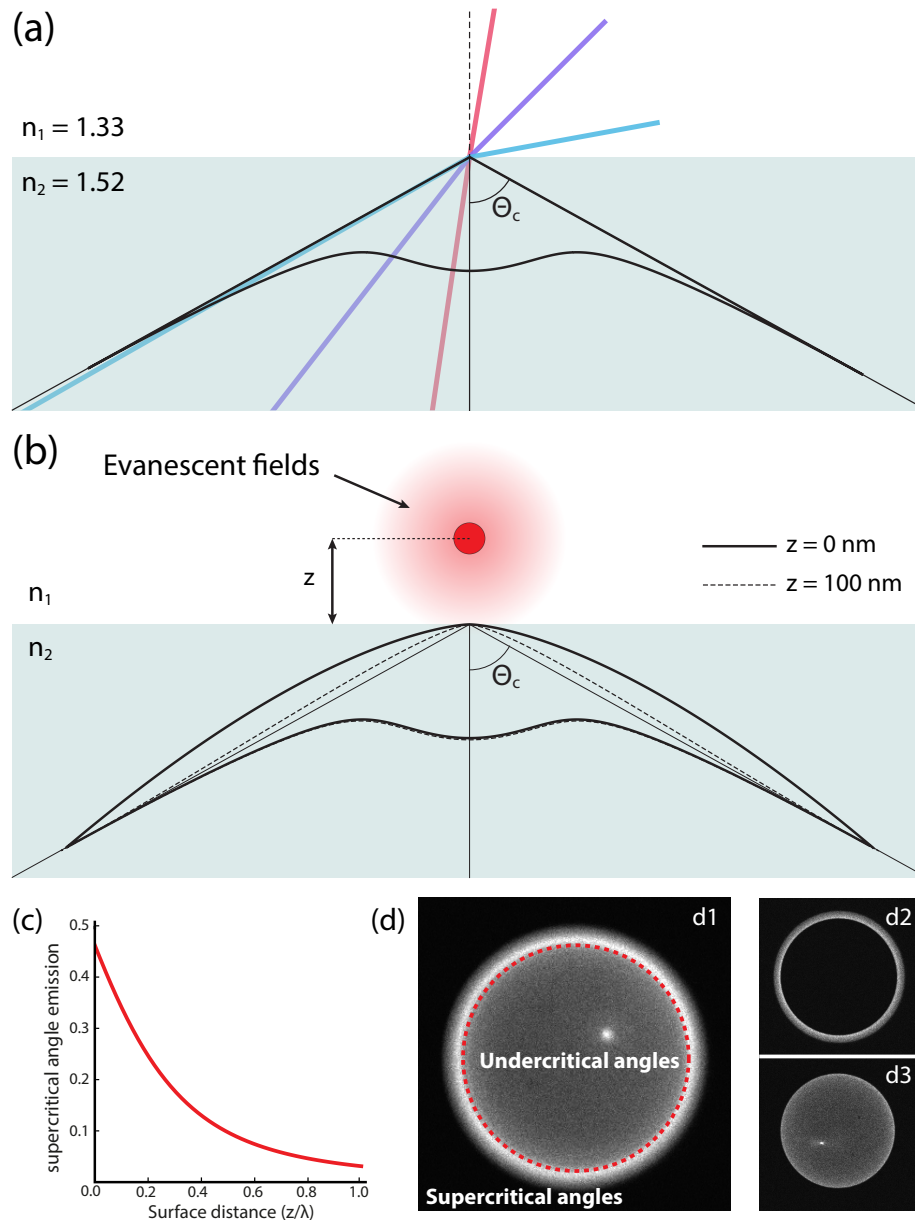 (a)
n₁ = 1.33
n₂ = 1.52
Θc
(b)
Evanescent fields
z = 0 nm
z
z = 100 nm
n₁
n₂
Θc
(c)
0.5
0.4
0.3
0.2
0.1
supercritical angle emission
0.0
0.2
0.4
0.6
0.8
1.0
Surface distance (z/λ)
(d)
d1
Undercritical angles
Supercritical angles
d2
d3